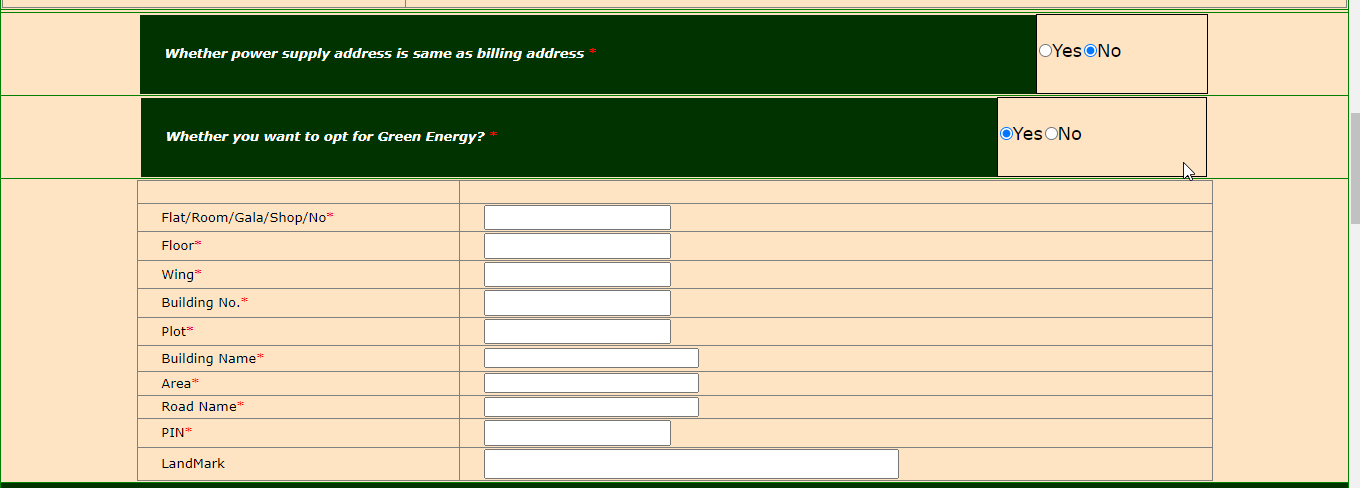 Whether power supply address is same as billing address *
Yes No
Whether you want to opt for Green Energy? *
Yes No
Flat/Room/Gala/Shop/No*
Floor*
Wing*
Building No.*
Plot*
Building Name*
Area*
Road Name*
PIN*
LandMark